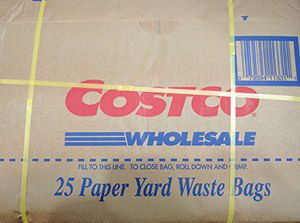 COSTCO
WHOLESALE
FILL TO THIS LINE. TO CLOSE BAG, ROLL DOWN AND CRIMP.
25 Paper Yard Waste Bags